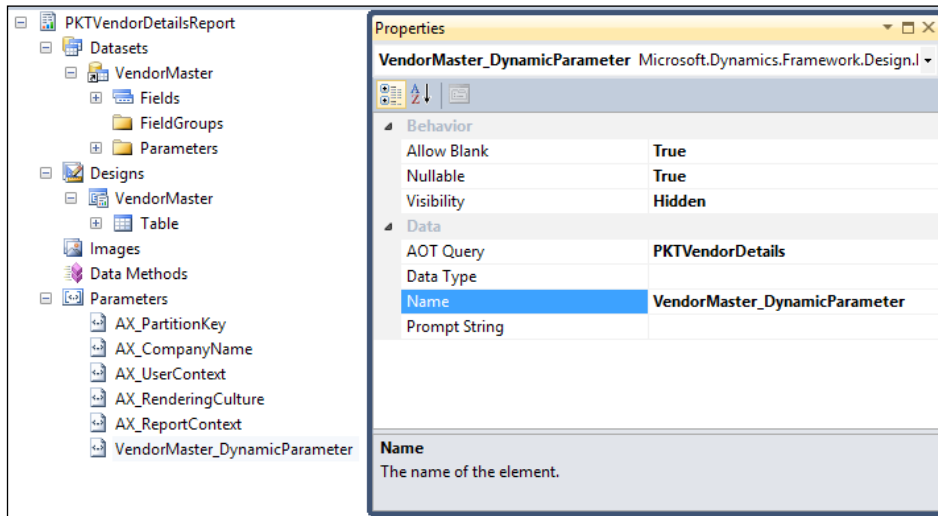 PKTVendorDetailsReport
Datasets
VendorMaster
Fields
FieldGroups
Parameters
Designs
VendorMaster
Table
Images
Data Methods
Parameters
AX_PartitionKey
AX_CompanyName
AX_UserContext
AX_RenderingCulture
AX_ReportContext
VendorMaster_DynamicParameter
Properties
VendorMaster_DynamicParameter Microsoft.Dynamics.Framework.Design.I
Behavior
Allow Blank True
Nullable True
Visibility Hidden
Data
AOT Query PKTVendorDetails
Data Type
Name VendorMaster_DynamicParameter
Prompt String
Name
The name of the element.